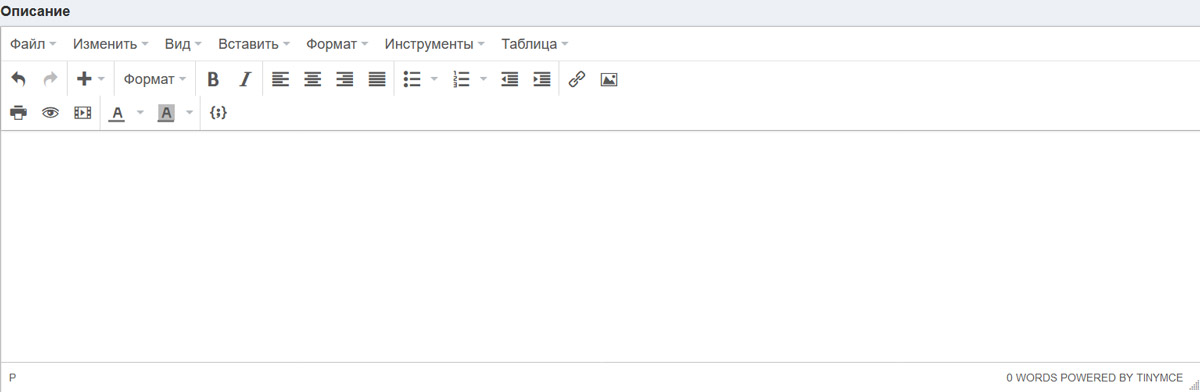 Описание
Файл Изменить Вид Вставить Формат Инструменты Таблица
Формат B I
A A {;}
P 0 WORDS POWERED BY TINYMCE